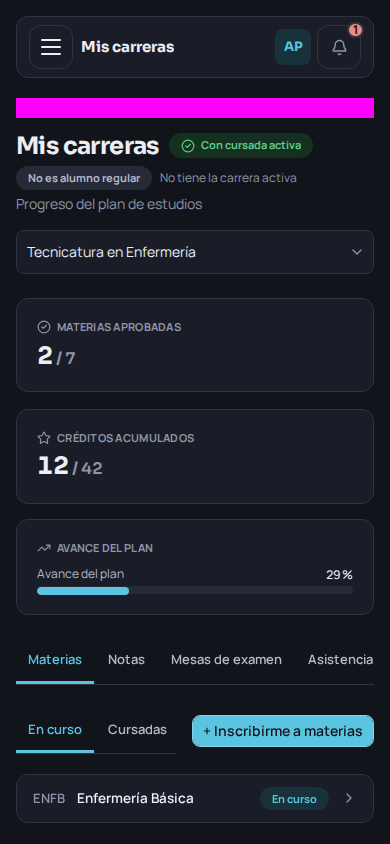 Mis carreras
AP
1
Mis carreras
Con cursada activa
No es alumno regular No tiene la carrera activa
Progreso del plan de estudios
Tecnicatura en Enfermería
MATERIAS APROBADAS
2 / 7
CRÉDITOS ACUMULADOS
12 / 42
AVANCE DEL PLAN
Avance del plan 29 %
Materias Notas Mesas de examen Asistencia
En curso Cursadas + Inscribirme a materias
ENFB Enfermería Básica En curso